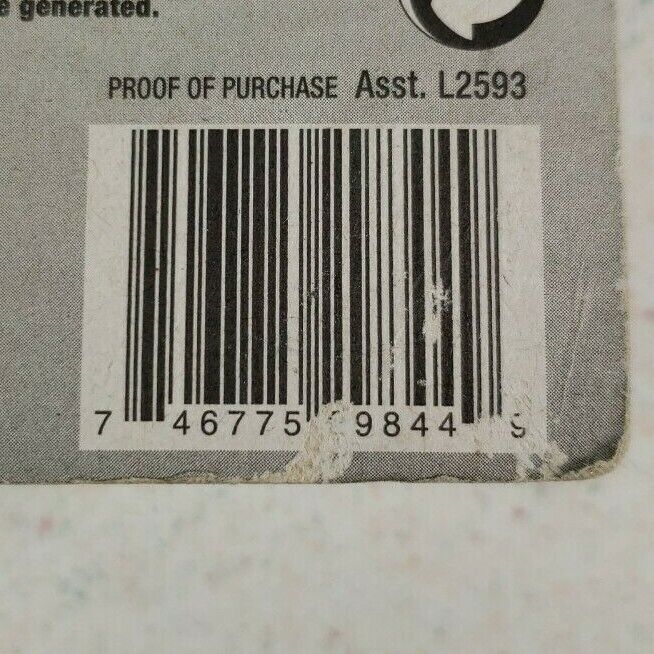 e generated.
PROOF OF PURCHASE Asst. L2593
7 46775 9844